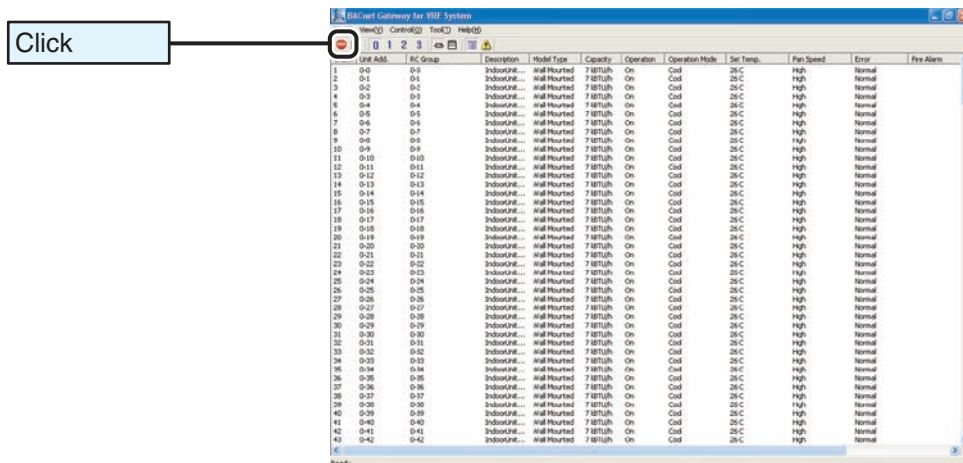 Click
BACnet Gateway for VRF System
View(V) Control(O) Tool(T) Help(H)
0 1 2 3
Unit Add. RC Group Description Model Type Capacity Operation Operation Mode Set Temp. Fan Speed Error Fire Alarm
1 0-0 0-0 IndoorUnit... Wall Mounted 7 kBTU/h On Cool 26 C High Normal
2 0-1 0-1 IndoorUnit... Wall Mounted 7 kBTU/h On Cool 26 C High Normal
3 0-2 0-2 IndoorUnit... Wall Mounted 7 kBTU/h On Cool 26 C High Normal
4 0-3 0-3 IndoorUnit... Wall Mounted 7 kBTU/h On Cool 26 C High Normal
5 0-4 0-4 IndoorUnit... Wall Mounted 7 kBTU/h On Cool 26 C High Normal
6 0-5 0-5 IndoorUnit... Wall Mounted 7 kBTU/h On Cool 26 C High Normal
7 0-6 0-6 IndoorUnit... Wall Mounted 7 kBTU/h On Cool 26 C High Normal
8 0-7 0-7 IndoorUnit... Wall Mounted 7 kBTU/h On Cool 26 C High Normal
9 0-8 0-8 IndoorUnit... Wall Mounted 7 kBTU/h On Cool 26 C High Normal
10 0-9 0-9 IndoorUnit... Wall Mounted 7 kBTU/h On Cool 26 C High Normal
11 0-10 0-10 IndoorUnit... Wall Mounted 7 kBTU/h On Cool 26 C High Normal
12 0-11 0-11 IndoorUnit... Wall Mounted 7 kBTU/h On Cool 26 C High Normal
13 0-12 0-12 IndoorUnit... Wall Mounted 7 kBTU/h On Cool 26 C High Normal
14 0-13 0-13 IndoorUnit... Wall Mounted 7 kBTU/h On Cool 26 C High Normal
15 0-14 0-14 IndoorUnit... Wall Mounted 7 kBTU/h On Cool 26 C High Normal
16 0-15 0-15 IndoorUnit... Wall Mounted 7 kBTU/h On Cool 26 C High Normal
17 0-16 0-16 IndoorUnit... Wall Mounted 7 kBTU/h On Cool 26 C High Normal
18 0-17 0-17 IndoorUnit... Wall Mounted 7 kBTU/h On Cool 26 C High Normal
19 0-18 0-18 IndoorUnit... Wall Mounted 7 kBTU/h On Cool 26 C High Normal
20 0-19 0-19 IndoorUnit... Wall Mounted 7 kBTU/h On Cool 26 C High Normal
21 0-20 0-20 IndoorUnit... Wall Mounted 7 kBTU/h On Cool 26 C High Normal
22 0-21 0-21 IndoorUnit... Wall Mounted 7 kBTU/h On Cool 26 C High Normal
23 0-22 0-22 IndoorUnit... Wall Mounted 7 kBTU/h On Cool 26 C High Normal
24 0-23 0-23 IndoorUnit... Wall Mounted 7 kBTU/h On Cool 26 C High Normal
25 0-24 0-24 IndoorUnit... Wall Mounted 7 kBTU/h On Cool 26 C High Normal
26 0-25 0-25 IndoorUnit... Wall Mounted 7 kBTU/h On Cool 26 C High Normal
27 0-26 0-26 IndoorUnit... Wall Mounted 7 kBTU/h On Cool 26 C High Normal
28 0-27 0-27 IndoorUnit... Wall Mounted 7 kBTU/h On Cool 26 C High Normal
29 0-28 0-28 IndoorUnit... Wall Mounted 7 kBTU/h On Cool 26 C High Normal
30 0-29 0-29 IndoorUnit... Wall Mounted 7 kBTU/h On Cool 26 C High Normal
31 0-30 0-30 IndoorUnit... Wall Mounted 7 kBTU/h On Cool 26 C High Normal
32 0-31 0-31 IndoorUnit... Wall Mounted 7 kBTU/h On Cool 26 C High Normal
33 0-32 0-32 IndoorUnit... Wall Mounted 7 kBTU/h On Cool 26 C High Normal
34 0-33 0-33 IndoorUnit... Wall Mounted 7 kBTU/h On Cool 26 C High Normal
35 0-34 0-34 IndoorUnit... Wall Mounted 7 kBTU/h On Cool 26 C High Normal
36 0-35 0-35 IndoorUnit... Wall Mounted 7 kBTU/h On Cool 26 C High Normal
37 0-36 0-36 IndoorUnit... Wall Mounted 7 kBTU/h On Cool 26 C High Normal
38 0-37 0-37 IndoorUnit... Wall Mounted 7 kBTU/h On Cool 26 C High Normal
39 0-38 0-38 IndoorUnit... Wall Mounted 7 kBTU/h On Cool 26 C High Normal
40 0-39 0-39 IndoorUnit... Wall Mounted 7 kBTU/h On Cool 26 C High Normal
41 0-40 0-40 IndoorUnit... Wall Mounted 7 kBTU/h On Cool 26 C High Normal
42 0-41 0-41 IndoorUnit... Wall Mounted 7 kBTU/h On Cool 26 C High Normal
43 0-42 0-42 IndoorUnit... Wall Mounted 7 kBTU/h On Cool 26 C High Normal